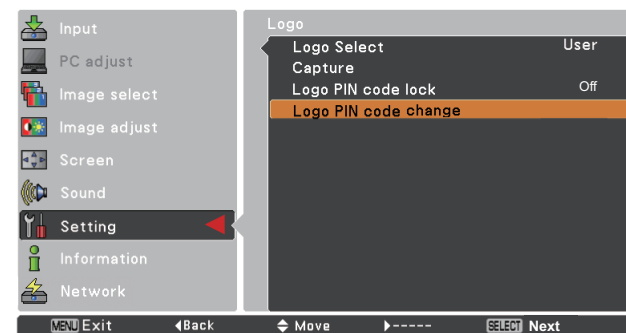 Input
PC adjust
Image select
Image adjust
Screen
Sound
Setting
Information
Network
Logo
Logo Select User
Capture
Logo PIN code lock Off
Logo PIN code change
MENU Exit Back Move ----- SELECT Next